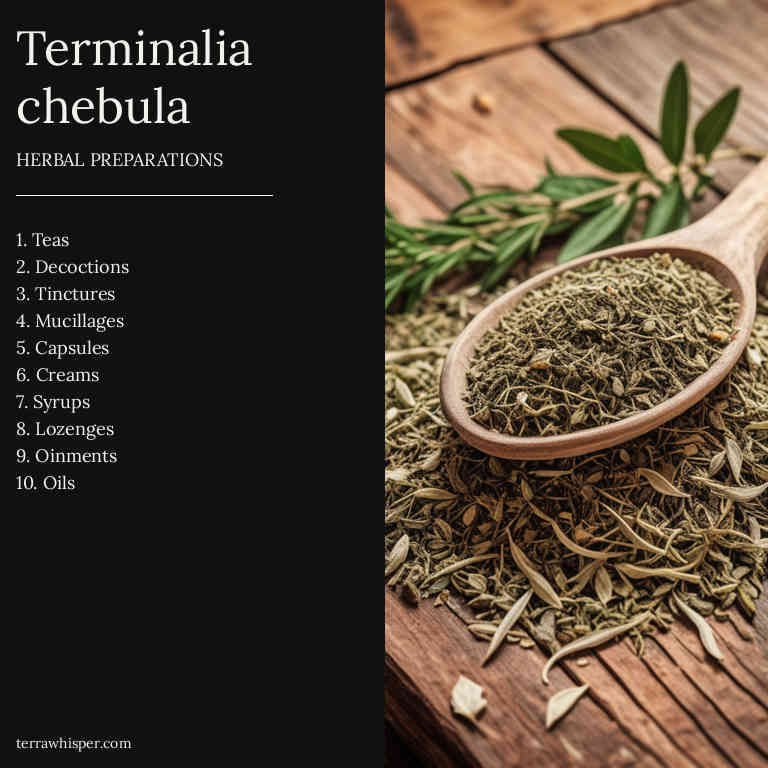 Terminalia
chebula
HERBAL PREPARATIONS
1. Teas
2. Decoctions
3. Tinctures
4. Mucillages
5. Capsules
6. Creams
7. Syrups
8. Lozenges
9. Oinments
10. Oils
terrawhisper.com